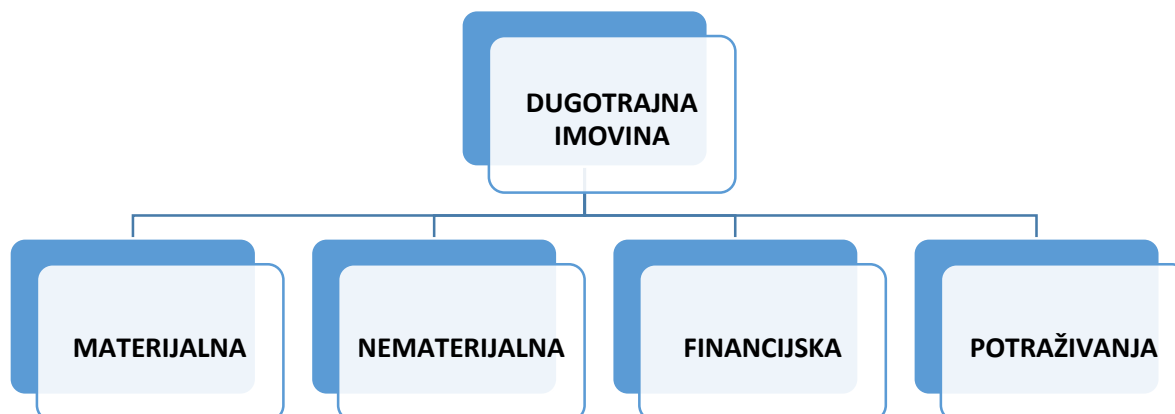 DUGOTRAJNA
IMOVINA
MATERIJALNA
NEMATERIJALNA
FINANCIJSKA
POTRAŽIVANJA